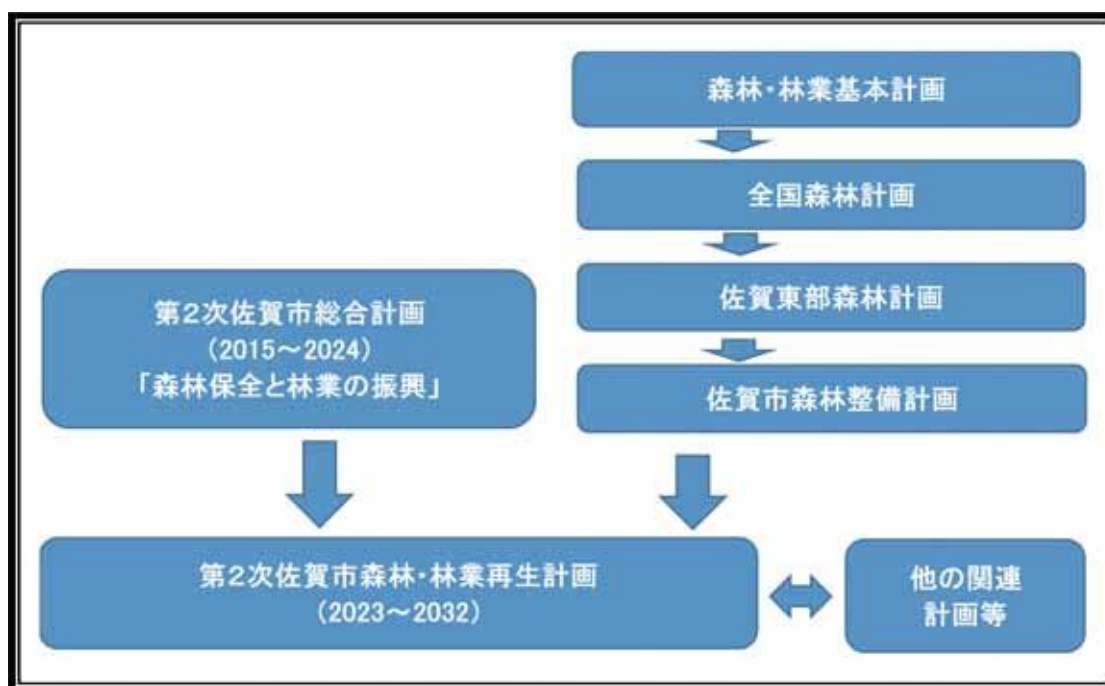 森林・林業基本計画
全国森林計画
佐賀東部森林計画
佐賀市森林整備計画
第２次佐賀市総合計画
（2015～2024）
「森林保全と林業の振興」
第２次佐賀市森林・林業再生計画
（2023～2032）
他の関連
計画等